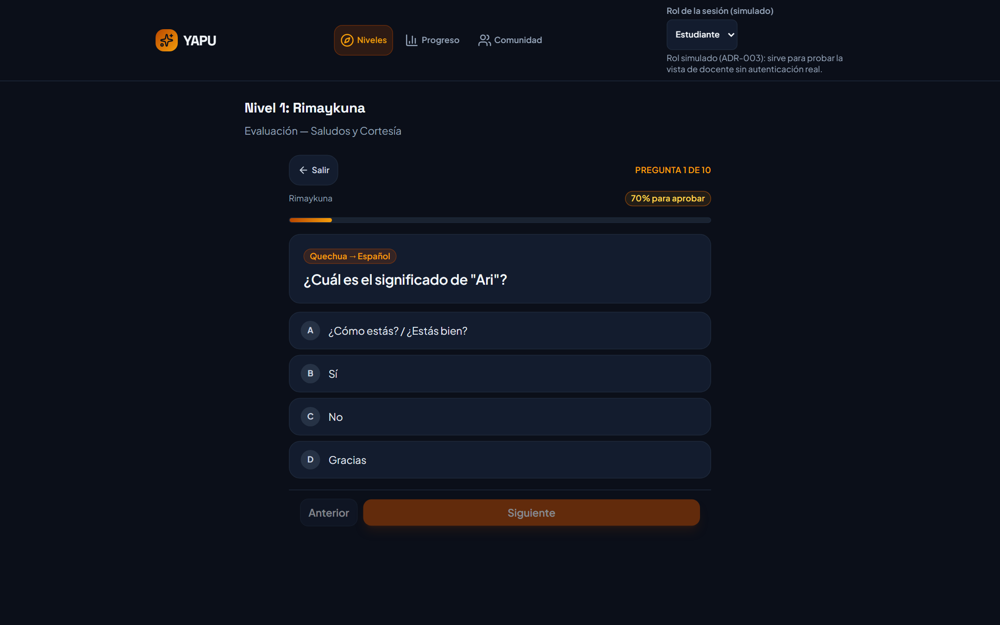 YAPU
Niveles
Progreso
Comunidad
Rol de la sesión (simulado)
Estudiante
Rol simulado (ADR-003): sirve para probar la
vista de docente sin autenticación real.
Nivel 1: Rimaykuna
Evaluación — Saludos y Cortesía
← Salir
PREGUNTA 1 DE 10
Rimaykuna
70% para aprobar
Quechua → Español
¿Cuál es el significado de "Ari"?
A ¿Cómo estás? / ¿Estás bien?
B Sí
C No
D Gracias
Anterior
Siguiente